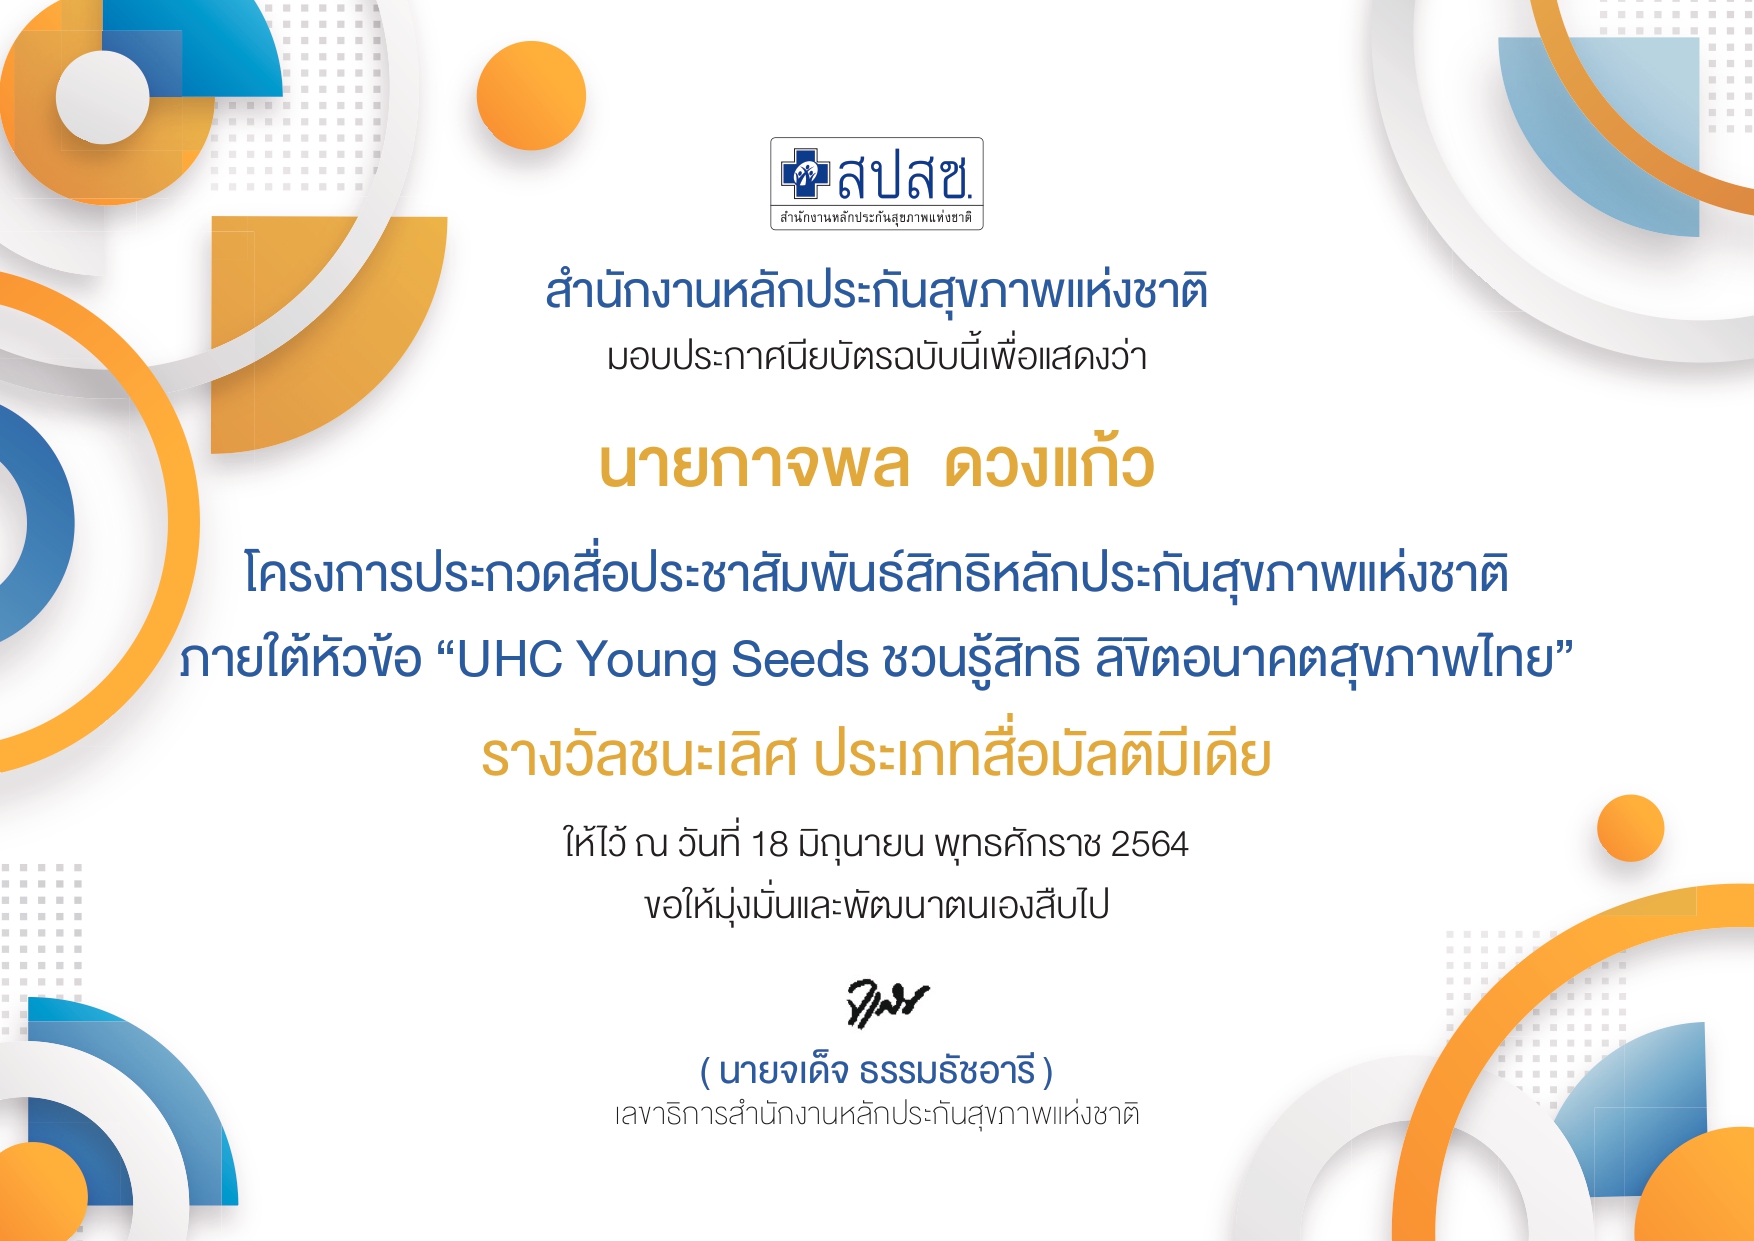 สปสช.
สำนักงานหลักประกันสุขภาพแห่งชาติ
สำนักงานหลักประกันสุขภาพแห่งชาติ
มอบประกาศนียบัตรฉบับนี้เพื่อแสดงว่า
นายกาจพล ดวงแก้ว
โครงการประกวดสื่อประชาสัมพันธ์สิทธิหลักประกันสุขภาพแห่งชาติ
ภายใต้หัวข้อ “UHC Young Seeds ชวนรู้สิทธิ ลิขิตอนาคตสุขภาพไทย”
รางวัลชนะเลิศ ประเภทสื่อมัลติมีเดีย
ให้ไว้ ณ วันที่ 18 มิถุนายน พุทธศักราช 2564
ขอให้มุ่งมั่นและพัฒนาตนเองสืบไป
( นายจเด็จ ธรรมธัชอารี )
เลขาธิการสำนักงานหลักประกันสุขภาพแห่งชาติ